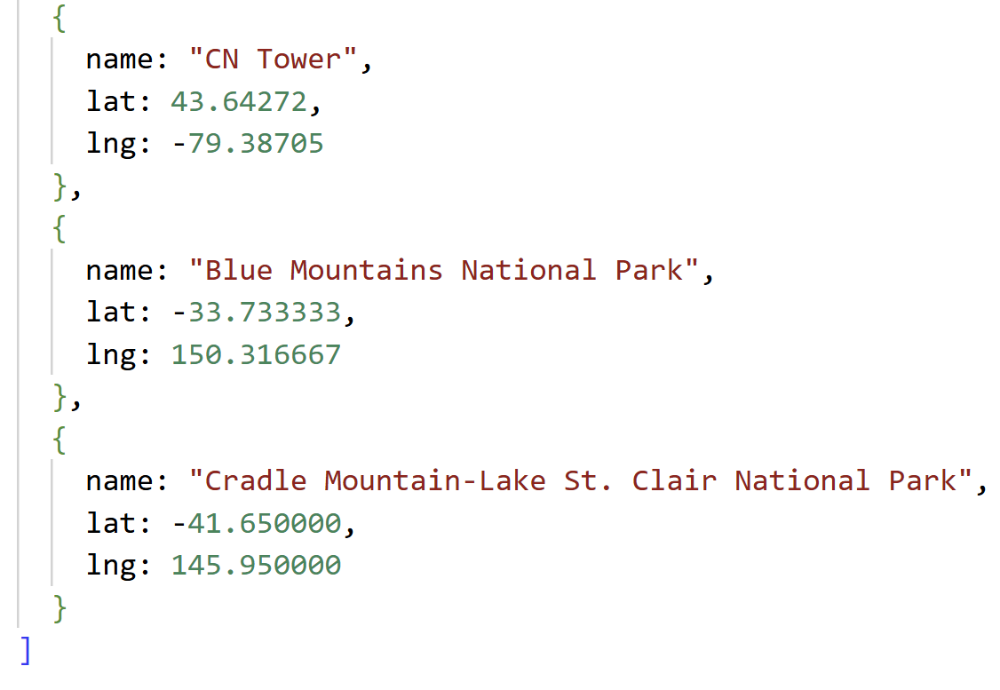 {
name: "CN Tower",
lat: 43.64272,
lng: -79.38705
},
{
name: "Blue Mountains National Park",
lat: -33.733333,
lng: 150.316667
},
{
name: "Cradle Mountain-Lake St. Clair National Park",
lat: -41.650000,
lng: 145.950000
}
]